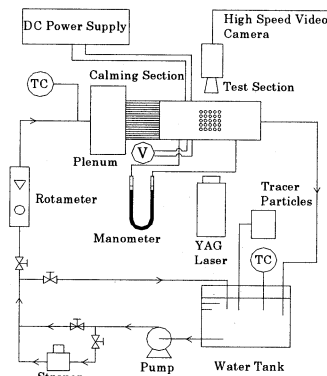 DC Power Supply
High Speed Video
Camera
Calming Section
Test Section
TC
V
Plenum
Rotameter
Manometer
YAG
Laser
Tracer
Particles
TC
Pump
Water Tank